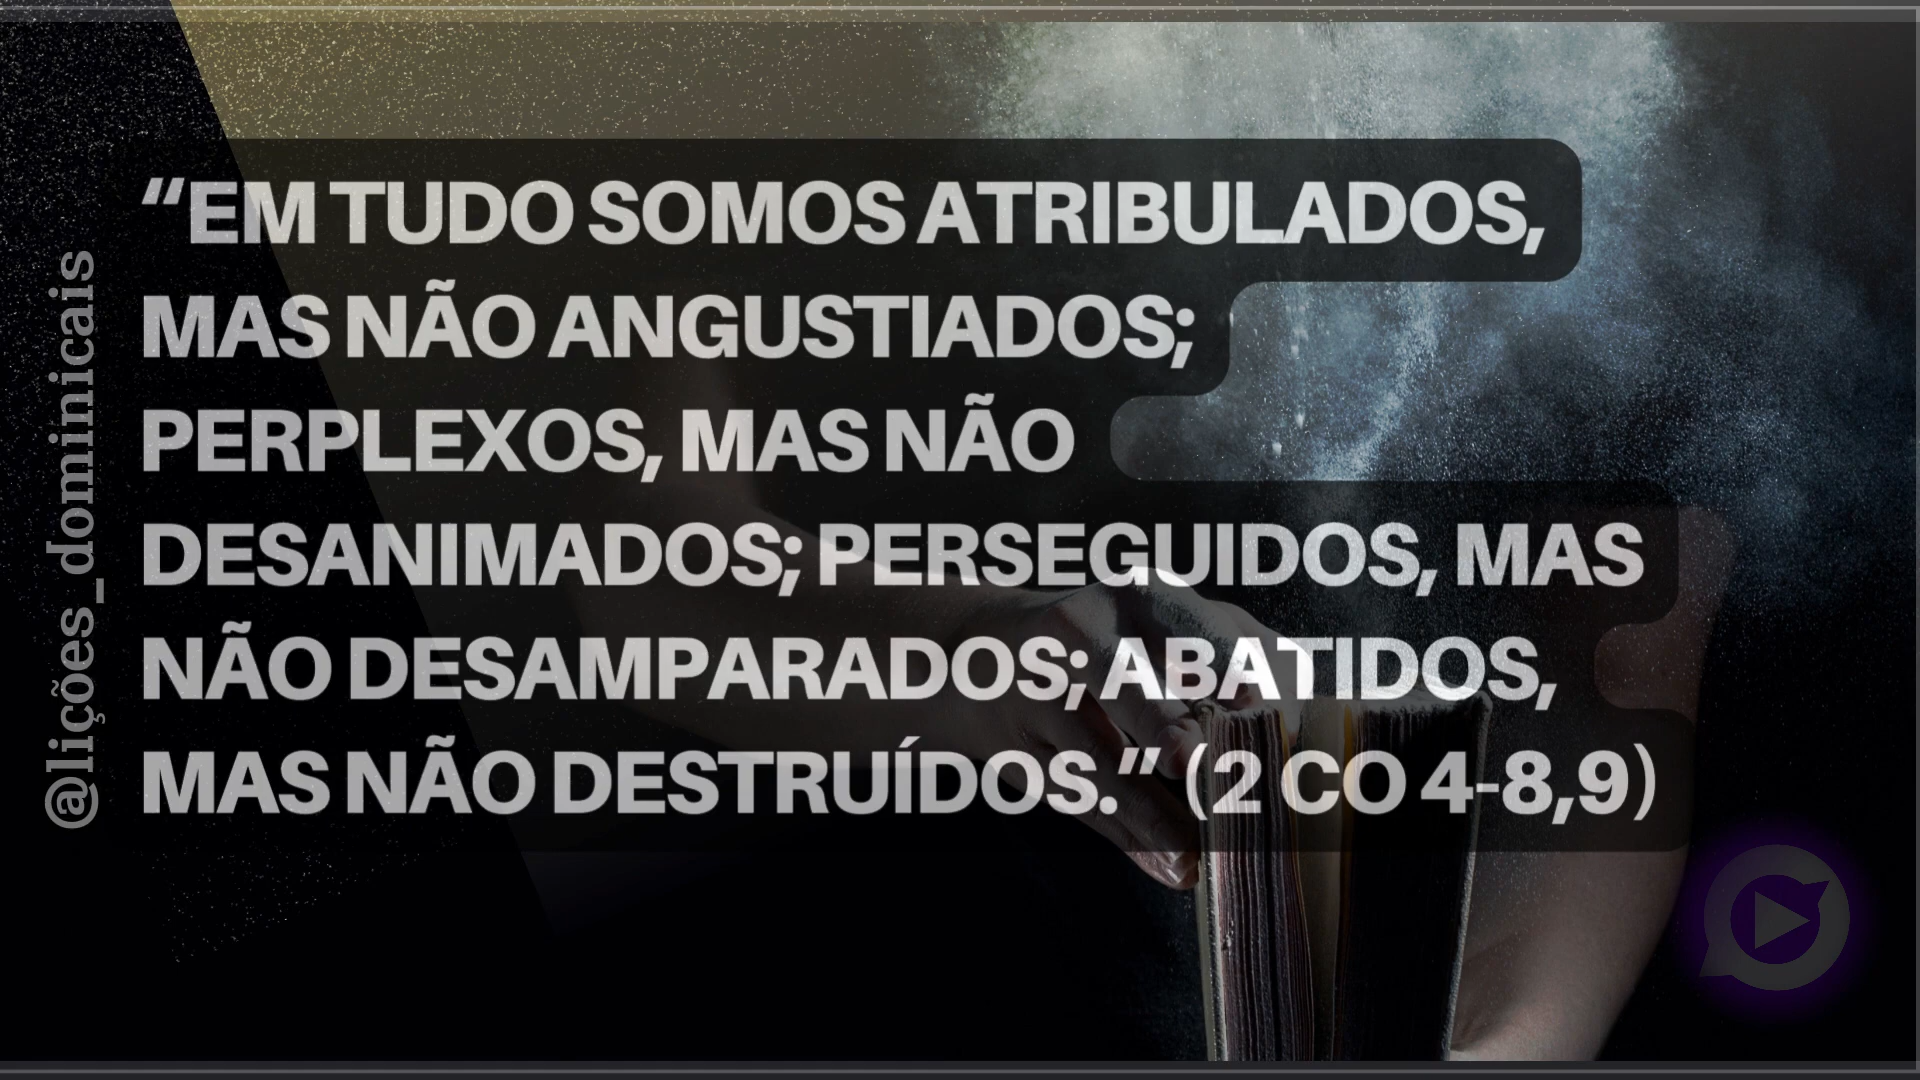 “EM TUDO SOMOS ATRIBULADOS,
MAS NÃO ANGUSTIADOS;
PERPLEXOS, MAS NÃO
DESANIMADOS; PERSEGUIDOS, MAS
NÃO DESAMPARADOS; ABATIDOS,
MAS NÃO DESTRUÍDOS.” (2 CO 4-8,9)
@lições_dominicais